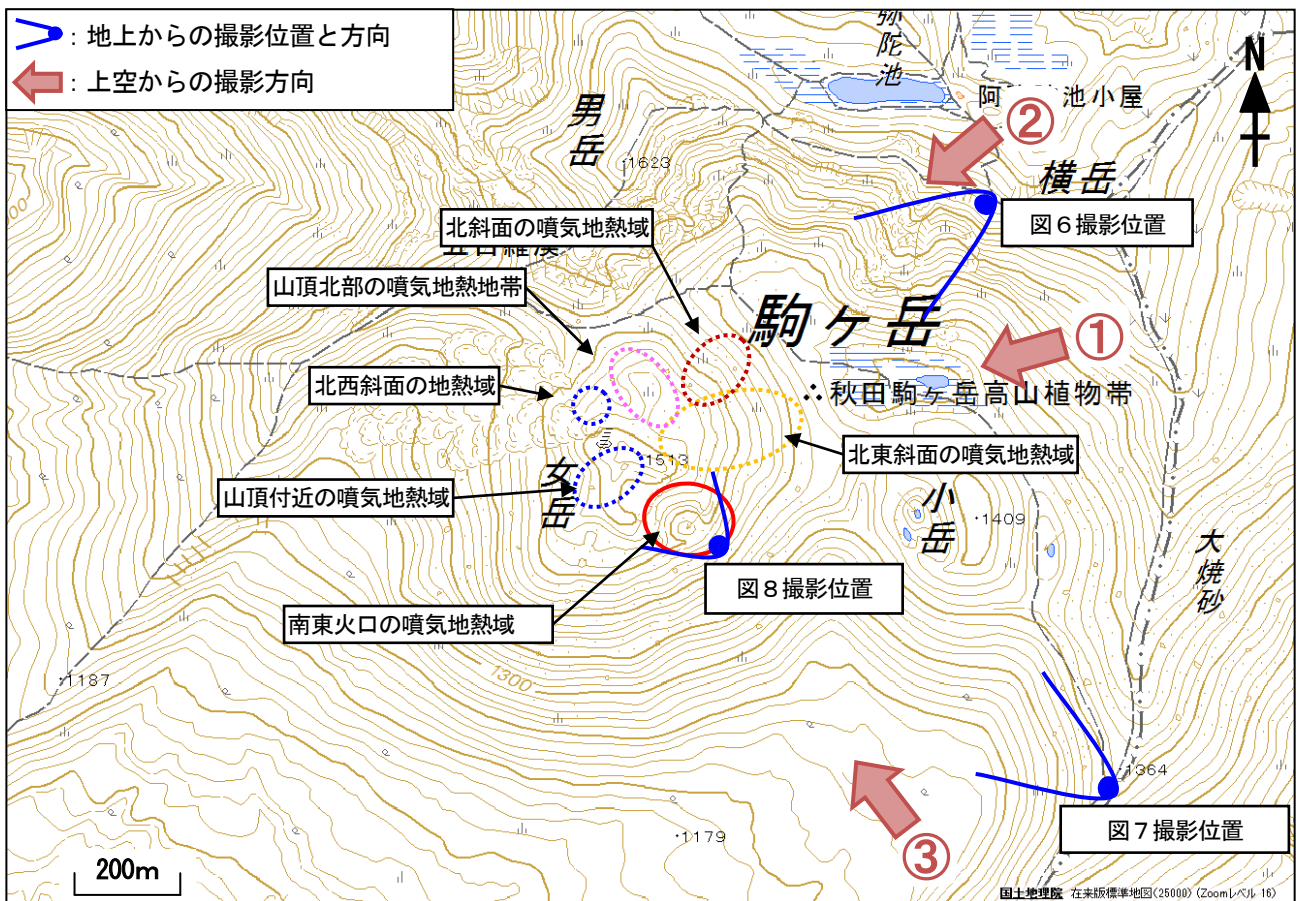 ：地上からの撮影位置と方向
：上空からの撮影方向
弥陀池
N
阿 池小屋
男岳
②
・1623
横岳
北斜面の噴気地熱域
図６撮影位置
山頂北部の噴気地熱地帯
駒ヶ岳
①
北西斜面の地熱域
∴秋田駒ヶ岳高山植物帯
・1513
北東斜面の噴気地熱域
女岳
山頂付近の噴気地熱域
小岳
・1409
大焼砂
図８撮影位置
南東火口の噴気地熱域
・1187
1300
・1364
図７撮影位置
・1179
③
200m
国土地理院 在来版標準地図(25000) (Zoomレベル 16)